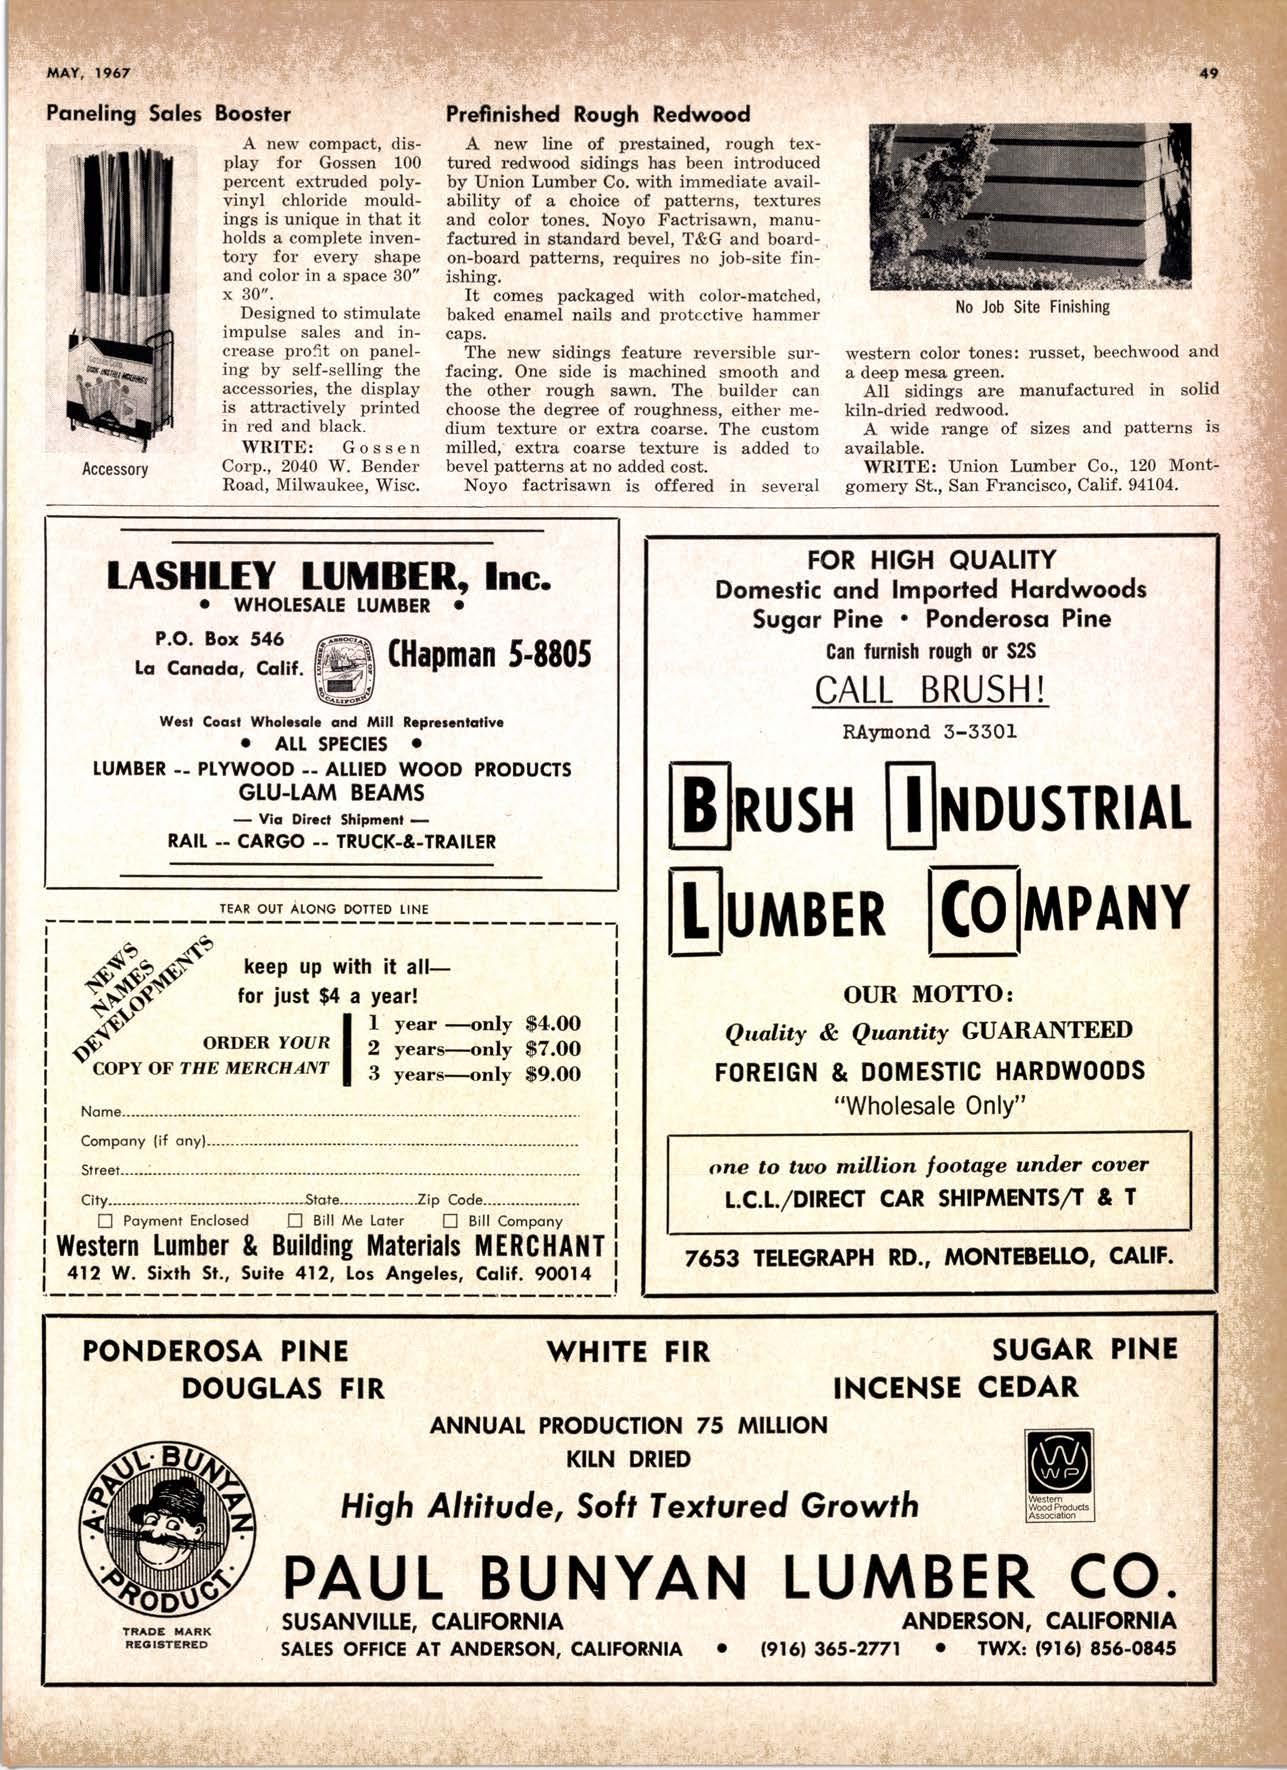 MAY, 1967
49
Paneling Sales Booster
A new compact, dis-
play for Gossen 100
percent extruded poly-
vinyl chloride mould-
ings is unique in that it
holds a complete inven-
tory for every shape
and color in a space 30"
x 30".
Designed to stimulate
impulse sales and in-
crease profit on panel-
ing by self-selling the
accessories, the display
is attractively printed
in red and black.
WRITE: Gossen
Corp., 2040 W. Bender
Road, Milwaukee, Wisc.
Accessory
Prefinished Rough Redwood
A new line of prestained, rough tex-
tured redwood sidings has been introduced
by Union Lumber Co. with immediate avail-
ability of a choice of patterns, textures
and color tones. Noyo Factrisawn, manu-
factured in standard bevel, T&G and board-
on-board patterns, requires no job-site fin-
ishing.
It comes packaged with color-matched,
baked enamel nails and protective hammer
caps.
The new sidings feature reversible sur-
facing. One side is machined smooth and
the other rough sawn. The builder can
choose the degree of roughness, either me-
dium texture or extra coarse. The custom
milled, extra coarse texture is added to
bevel patterns at no added cost.
Noyo factrisawn is offered in several
No Job Site Finishing
western color tones: russet, beechwood and
a deep mesa green.
All sidings are manufactured in solid
kiln-dried redwood.
A wide range of sizes and patterns is
available.
WRITE: Union Lumber Co., 120 Mont-
gomery St., San Francisco, Calif. 94104.
LASHLEY LUMBER, Inc.
• WHOLESALE LUMBER •
P.O. Box 546
La Canada, Calif.
LUMBER ASSOCIATION OF SO. CALIFORNIA
CHapman 5-8805
West Coast Wholesale and Mill Representative
• ALL SPECIES •
LUMBER -- PLYWOOD -- ALLIED WOOD PRODUCTS
GLU-LAM BEAMS
— Via Direct Shipment —
RAIL -- CARGO -- TRUCK-&-TRAILER
TEAR OUT ALONG DOTTED LINE
NEWS
NAMES
DEVELOPMENTS
keep up with it all—
for just $4 a year!
ORDER YOUR
COPY OF THE MERCHANT
1 year —only $4.00
2 years—only $7.00
3 years—only $9.00
Name
Company (if any)
Street
City State Zip Code
☐ Payment Enclosed ☐ Bill Me Later ☐ Bill Company
Western Lumber & Building Materials MERCHANT
412 W. Sixth St., Suite 412, Los Angeles, Calif. 90014
FOR HIGH QUALITY
Domestic and Imported Hardwoods
Sugar Pine • Ponderosa Pine
Can furnish rough or S2S
CALL BRUSH!
RAymond 3-3301
BRUSH INDUSTRIAL
LUMBER COMPANY
OUR MOTTO:
Quality & Quantity GUARANTEED
FOREIGN & DOMESTIC HARDWOODS
"Wholesale Only"
one to two million footage under cover
L.C.L./DIRECT CAR SHIPMENTS/T & T
7653 TELEGRAPH RD., MONTEBELLO, CALIF.
PONDEROSA PINE WHITE FIR SUGAR PINE
DOUGLAS FIR INCENSE CEDAR
ANNUAL PRODUCTION 75 MILLION
KILN DRIED
High Altitude, Soft Textured Growth
A • PAUL • BUNYAN • PRODUCT •
TRADE MARK
REGISTERED
WWP
Western
Wood Products
Association
PAUL BUNYAN LUMBER CO.
SUSANVILLE, CALIFORNIA ANDERSON, CALIFORNIA
SALES OFFICE AT ANDERSON, CALIFORNIA • (916) 365-2771 • TWX: (916) 856-0845